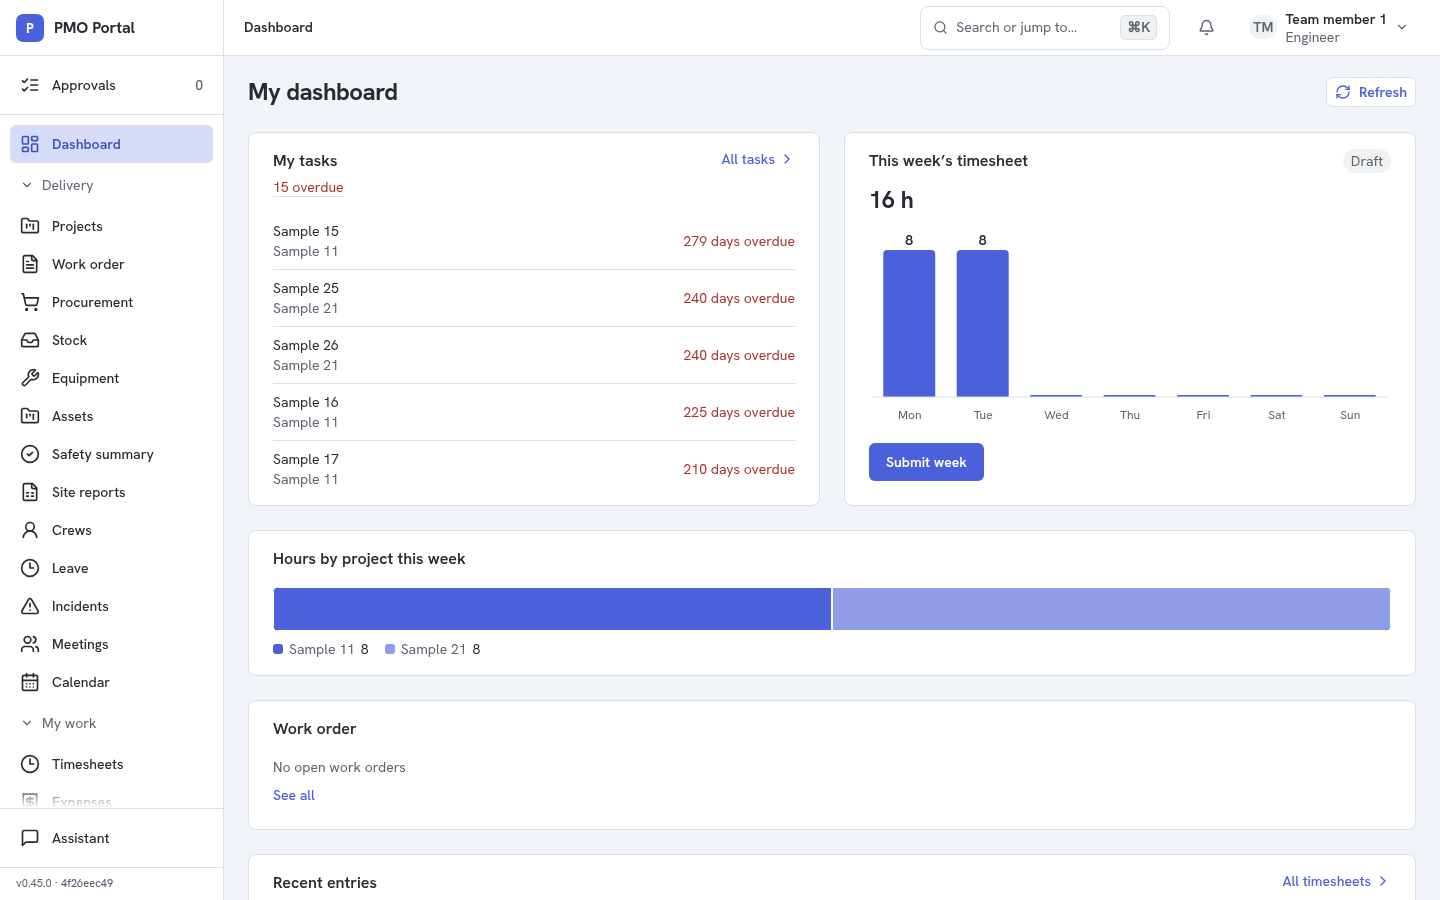 P
PMO Portal
Dashboard
Search or jump to...
⌘K
TM
Team member 1
Engineer
Approvals
0
Dashboard
Delivery
Projects
Work order
Procurement
Stock
Equipment
Assets
Safety summary
Site reports
Crews
Leave
Incidents
Meetings
Calendar
My work
Timesheets
Expenses
Assistant
v0.45.0 · 4f26eec49
My dashboard
Refresh
My tasks
All tasks
15 overdue
Sample 15
Sample 11
279 days overdue
Sample 25
Sample 21
240 days overdue
Sample 26
Sample 21
240 days overdue
Sample 16
Sample 11
225 days overdue
Sample 17
Sample 11
210 days overdue
This week's timesheet
Draft
16 h
8 8
Mon Tue Wed Thu Fri Sat Sun
Submit week
Hours by project this week
Sample 11 8 Sample 21 8
Work order
No open work orders
See all
Recent entries
All timesheets